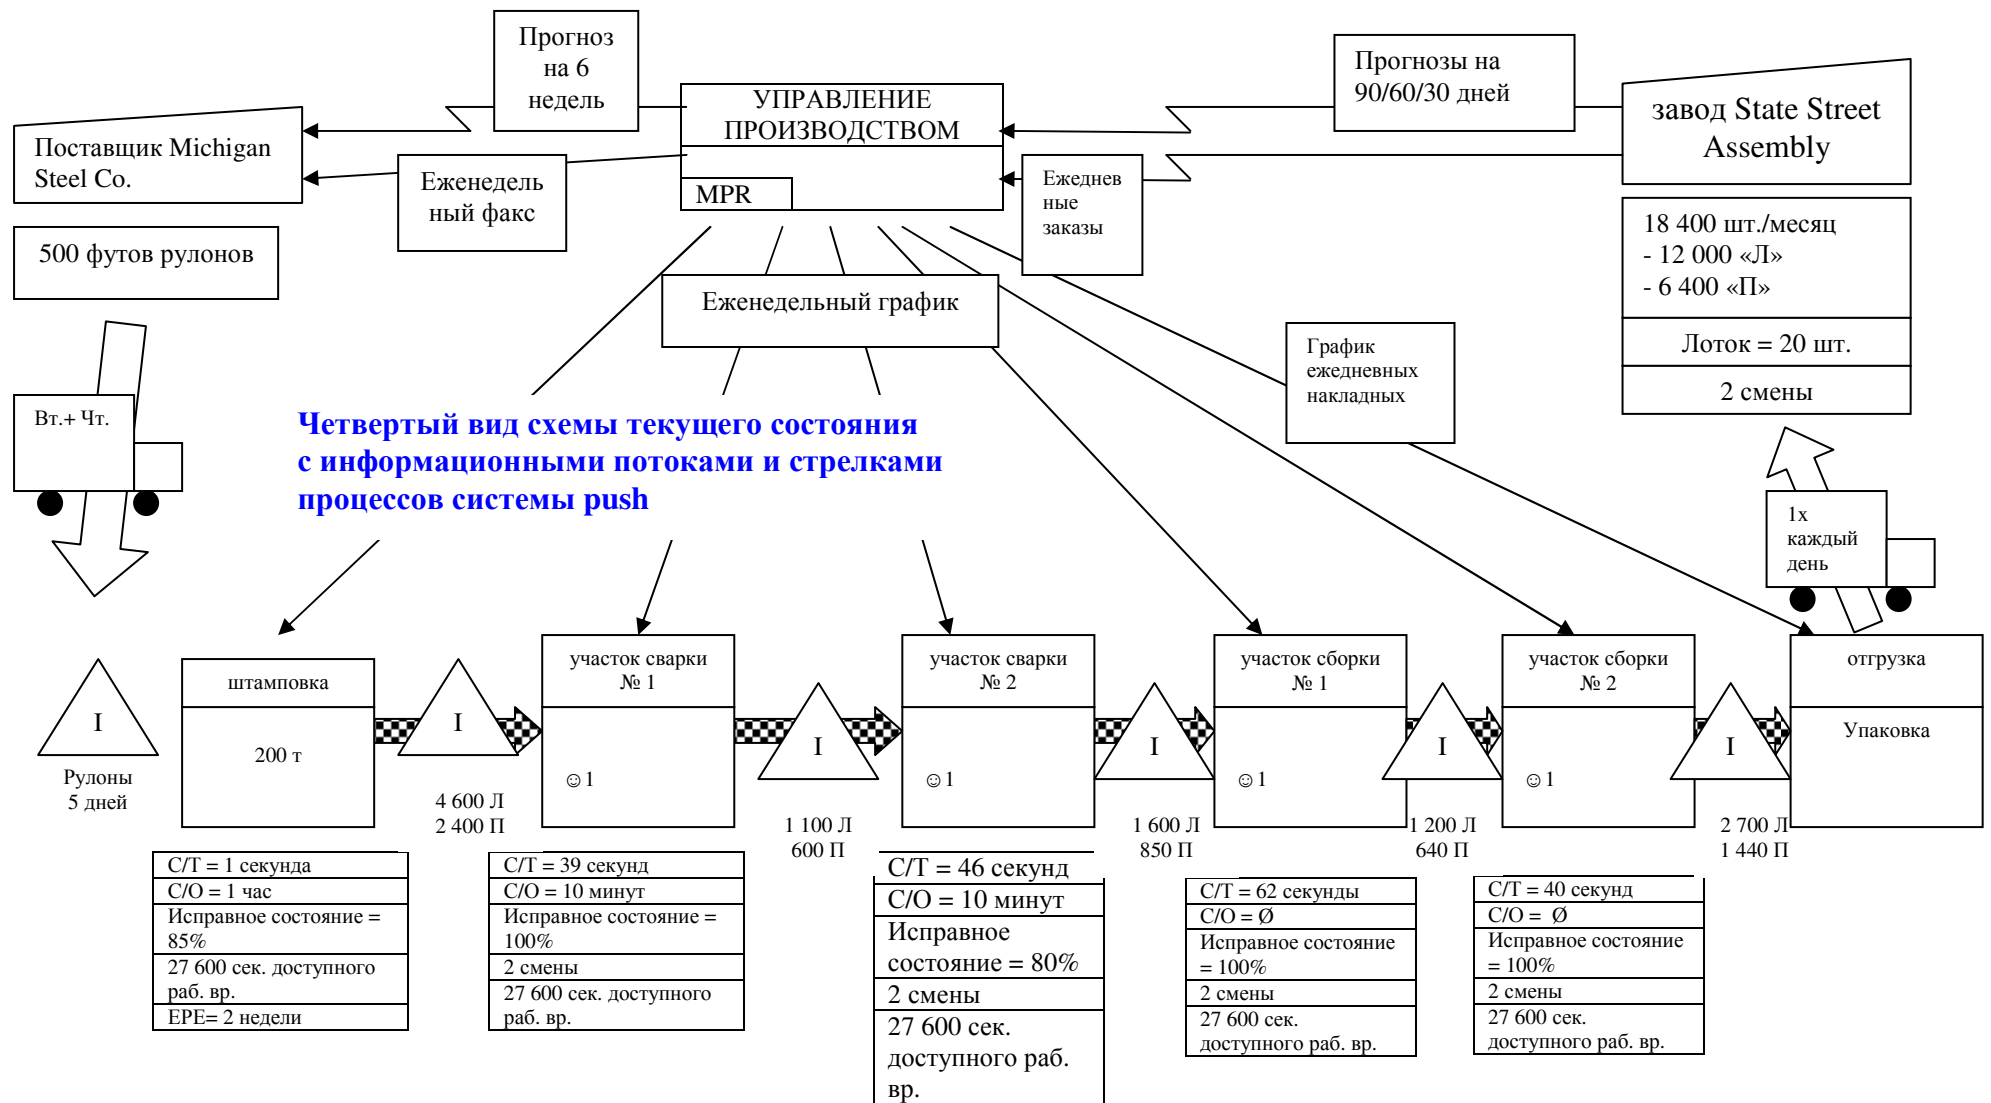 Прогноз
на 6
недель
УПРАВЛЕНИЕ
ПРОИЗВОДСТВОМ
MPR
Прогнозы на
90/60/30 дней
завод State Street
Assembly
Поставщик Michigan
Steel Co.
Еженедель
ный факс
Ежеднев
ные
заказы
500 футов рулонов
18 400 шт./месяц
- 12 000 «Л»
- 6 400 «П»
Лоток = 20 шт.
2 смены
Еженедельный график
График
ежедневных
накладных
Вт.+ Чт.
Четвертый вид схемы текущего состояния
с информационными потоками и стрелками
процессов системы push
1х
каждый
день
I
Рулоны
5 дней
штамповка
200 т
I
4 600 Л
2 400 П
участок сварки
№ 1
☺1
I
1 100 Л
600 П
участок сварки
№ 2
☺1
I
1 600 Л
850 П
участок сборки
№ 1
☺1
I
1 200 Л
640 П
участок сборки
№ 2
☺1
I
2 700 Л
1 440 П
отгрузка
Упаковка
C/T = 1 секунда
C/O = 1 час
Исправное состояние =
85%
27 600 сек. доступного
раб. вр.
EPE= 2 недели
C/T = 39 секунд
C/O = 10 минут
Исправное состояние =
100%
2 смены
27 600 сек. доступного
раб. вр.
C/T = 46 секунд
C/O = 10 минут
Исправное
состояние = 80%
2 смены
27 600 сек.
доступного раб.
вр.
C/T = 62 секунды
C/O = Ø
Исправное состояние
= 100%
2 смены
27 600 сек.
доступного раб. вр.
C/T = 40 секунд
C/O =  Ø
Исправное состояние
= 100%
2 смены
27 600 сек.
доступного раб. вр.